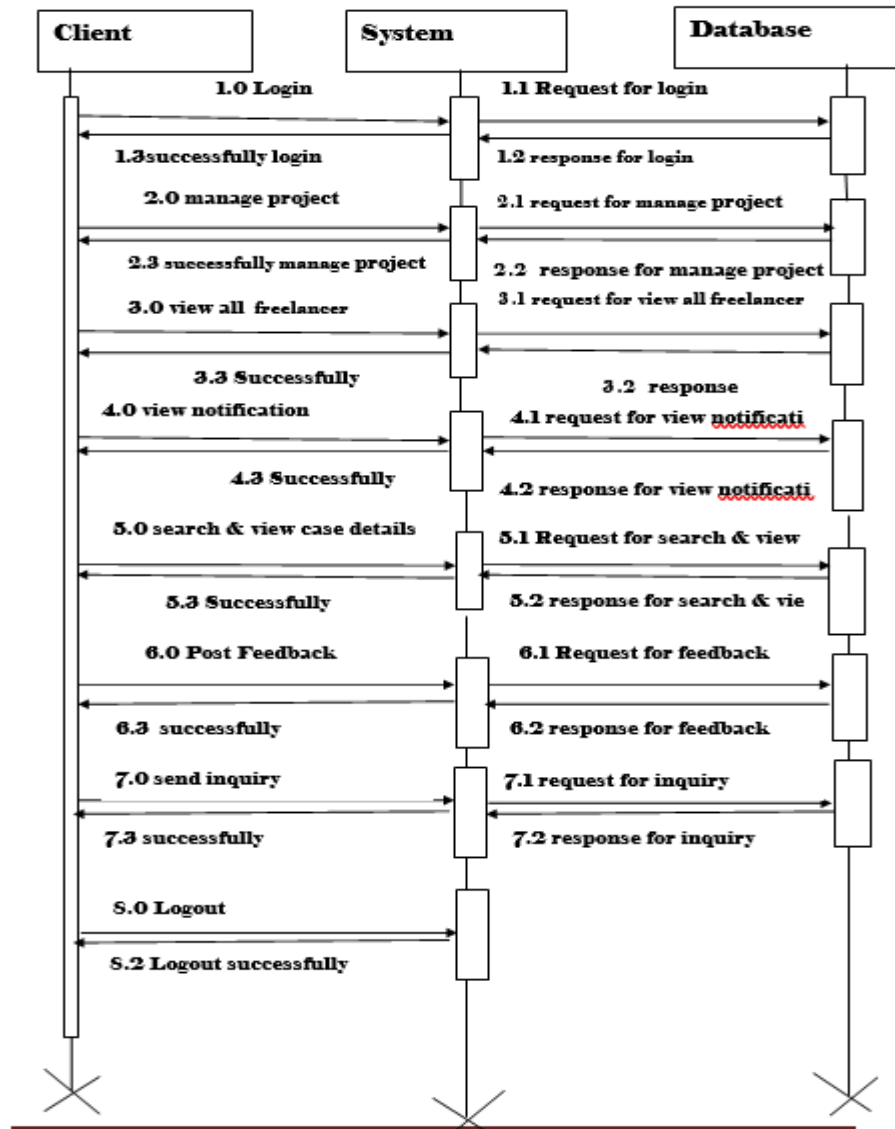 Client
System
Database
1.0 Login
1.1 Request for login
1.3successfully login
1.2 response for login
2.0 manage project
2.1 request for manage project
2.3 successfully manage project
2.2 response for manage project
3.0 view all freelancer
3.1 request for view all freelancer
3.3 Successfully
3.2 response
4.0 view notification
4.1 request for view notificati
4.3 Successfully
4.2 response for view notificati
5.0 search & view case details
5.1 Request for search & view
5.3 Successfully
5.2 response for search & vie
6.0 Post Feedback
6.1 Request for feedback
6.3 successfully
6.2 response for feedback
7.0 send inquiry
7.1 request for inquiry
7.3 successfully
7.2 response for inquiry
8.0 Logout
8.2 Logout successfully